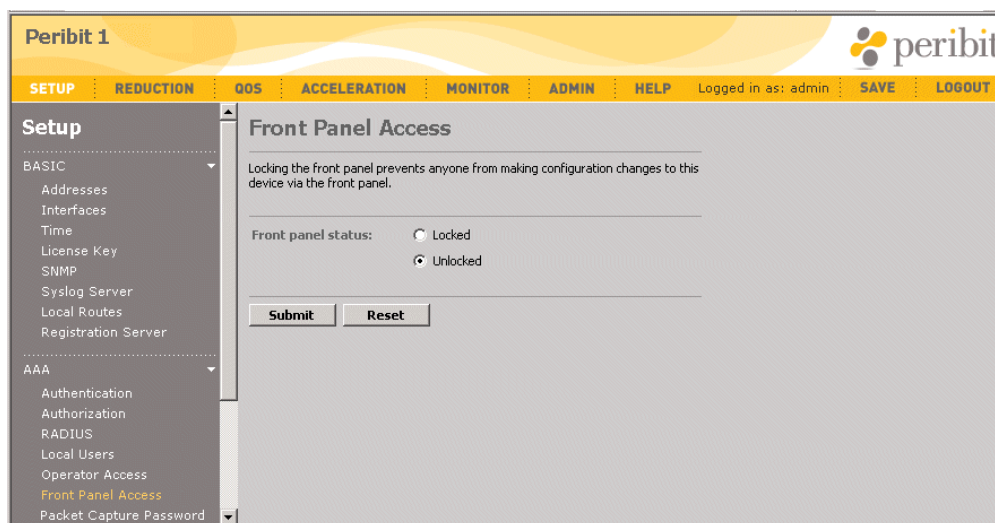 Peribit 1
peribit
SETUP REDUCTION QOS ACCELERATION MONITOR ADMIN HELP Logged in as: admin SAVE LOGOUT
Setup
BASIC
Addresses
Interfaces
Time
License Key
SNMP
Syslog Server
Local Routes
Registration Server
AAA
Authentication
Authorization
RADIUS
Local Users
Operator Access
Front Panel Access
Packet Capture Password
Front Panel Access
Locking the front panel prevents anyone from making configuration changes to this
device via the front panel.
Front panel status: Locked
Unlocked
Submit Reset